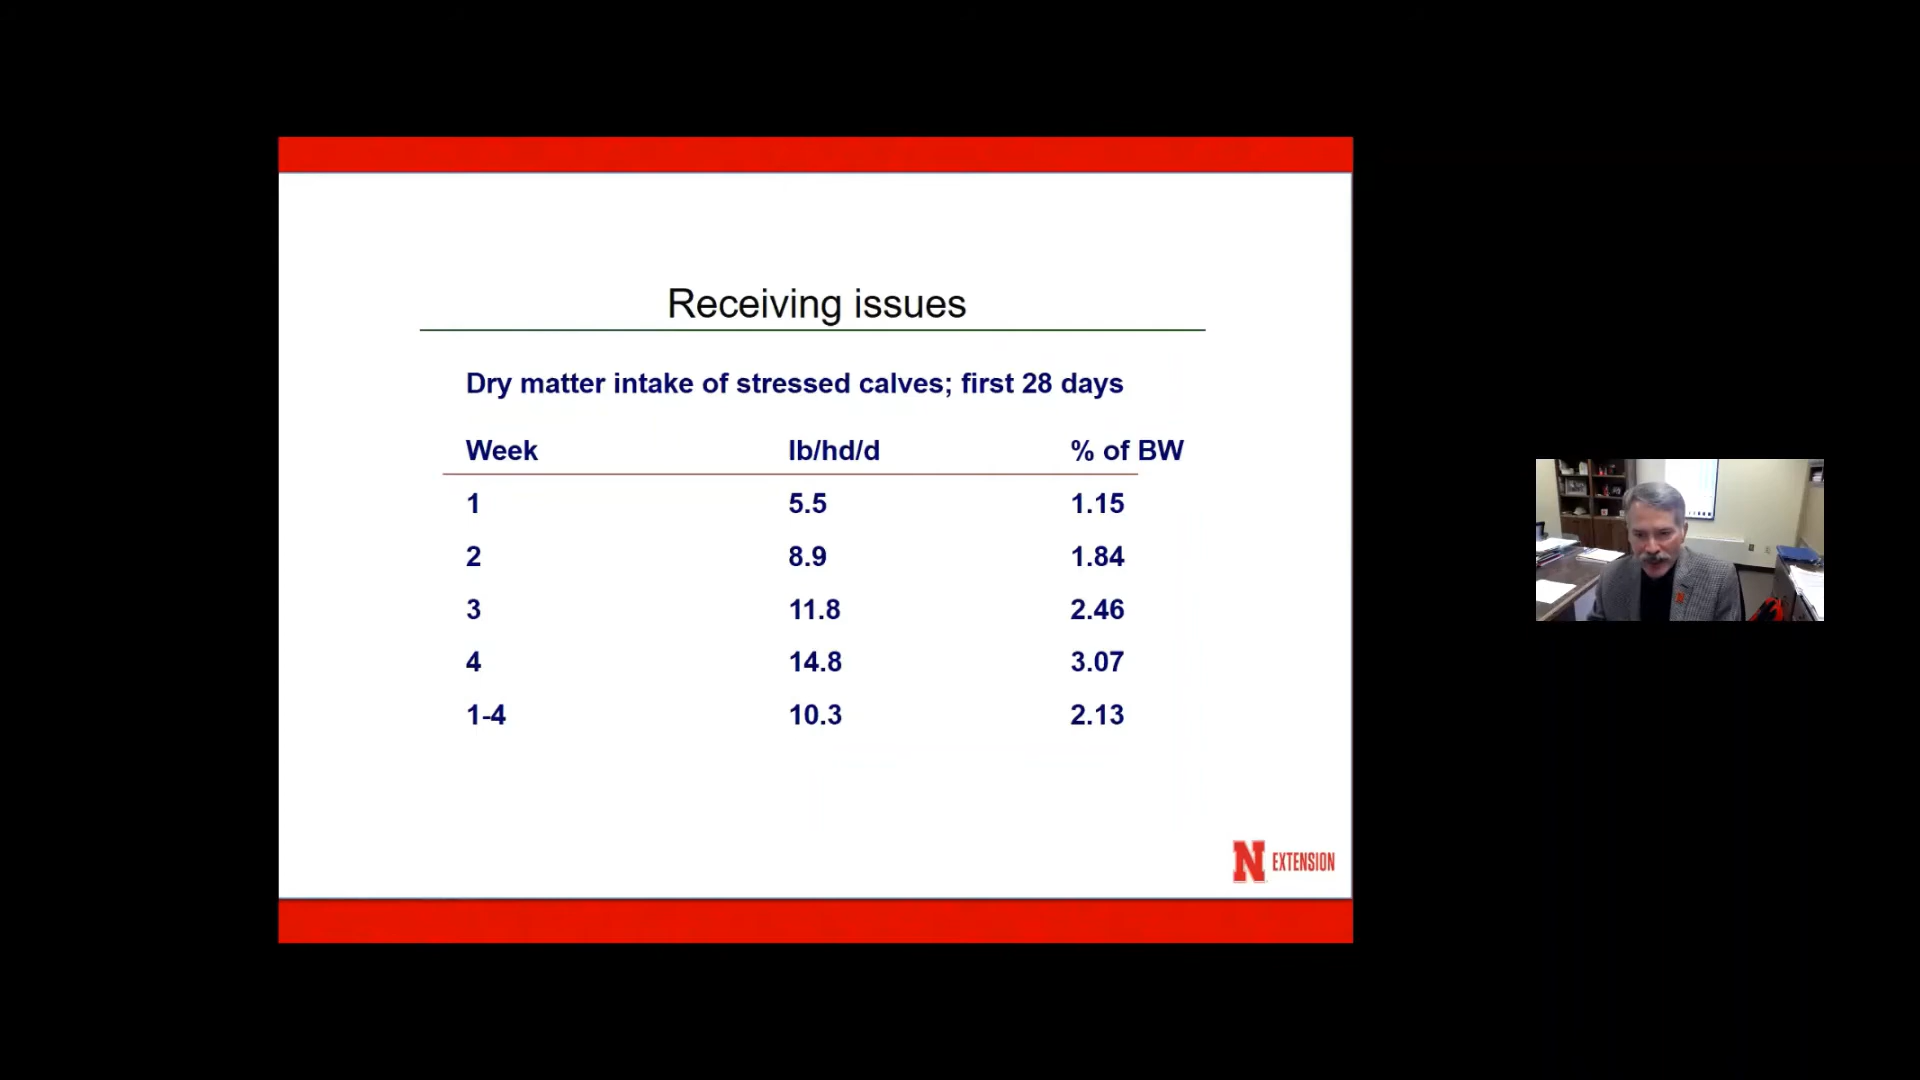 Receiving issues
Dry matter intake of stressed calves; first 28 days
Week lb/hd/d % of BW
1 5.5 1.15
2 8.9 1.84
3 11.8 2.46
4 14.8 3.07
1-4 10.3 2.13
N EXTENSION